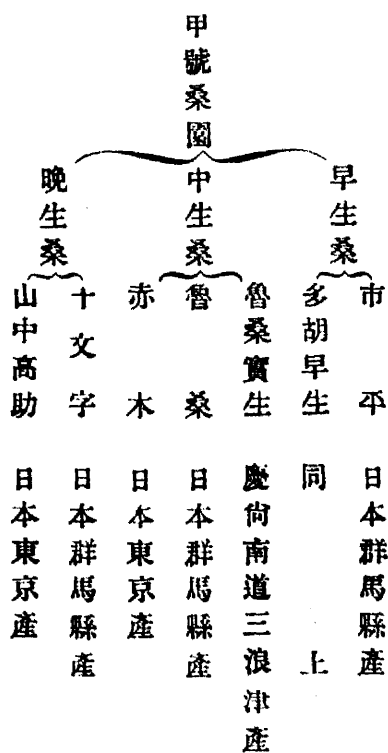 甲號桑園
早生桑
市平 日本群馬縣產
多胡早生 同上
中生桑
魯桑實生 慶尙南道三浪津產
魯桑 日本群馬縣產
赤木 日本東京產
晚生桑
十文字 日本群馬縣產
山中高助 日本東京產